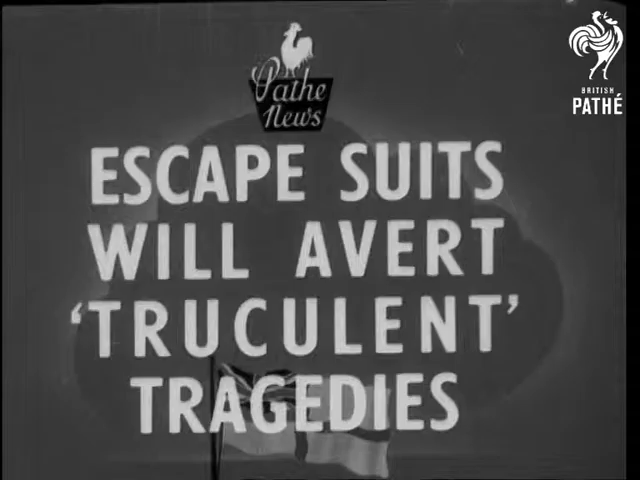 Pathe
News
BRITISH
PATHÉ
ESCAPE SUITS
WILL AVERT
'TRUCULENT'
TRAGEDIES